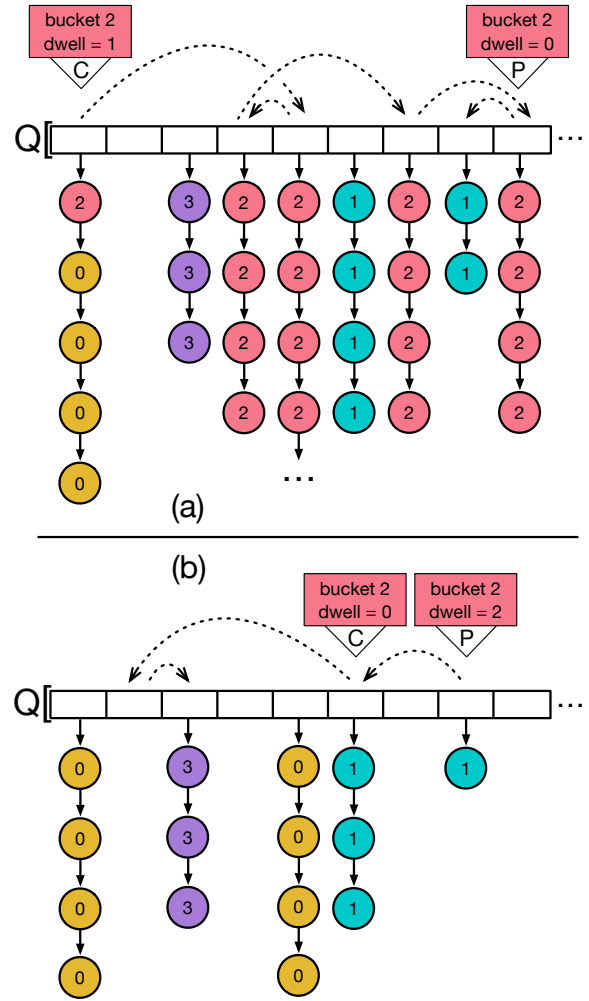 bucket 2
dwell = 1
C
bucket 2
dwell = 0
P
Q[ ...
2 3 2 2 1 2 1 2
0 3 2 2 1 2 1 2
0 3 2 2 1 2 2
0 2 2 1 2 2
0 ...
(a)
(b)
bucket 2
dwell = 0
C
bucket 2
dwell = 2
P
Q[ ...
0 3 0 1 1
0 3 0 1
0 3 0 1
0 0